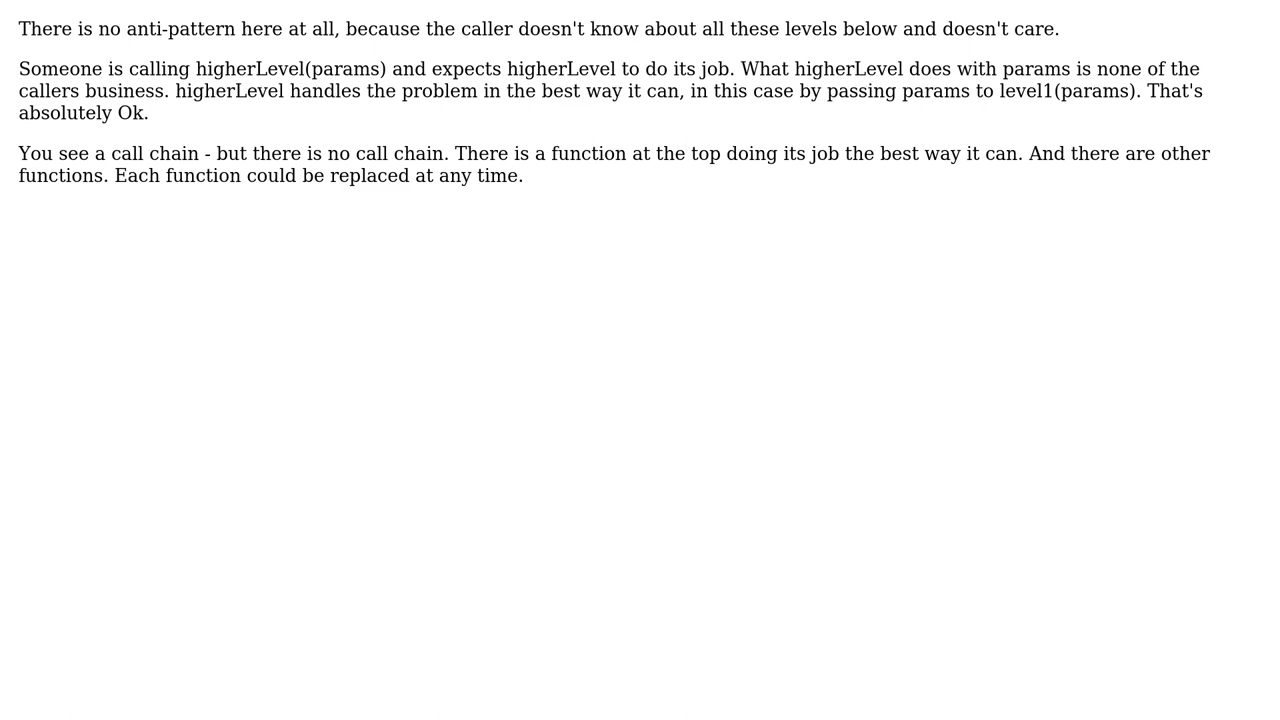 There is no anti-pattern here at all, because the caller doesn't know about all these levels below and doesn't care.
Someone is calling higherLevel(params) and expects higherLevel to do its job. What higherLevel does with params is none of the
callers business. higherLevel handles the problem in the best way it can, in this case by passing params to level1(params). That's
absolutely Ok.
You see a call chain - but there is no call chain. There is a function at the top doing its job the best way it can. And there are other
functions. Each function could be replaced at any time.